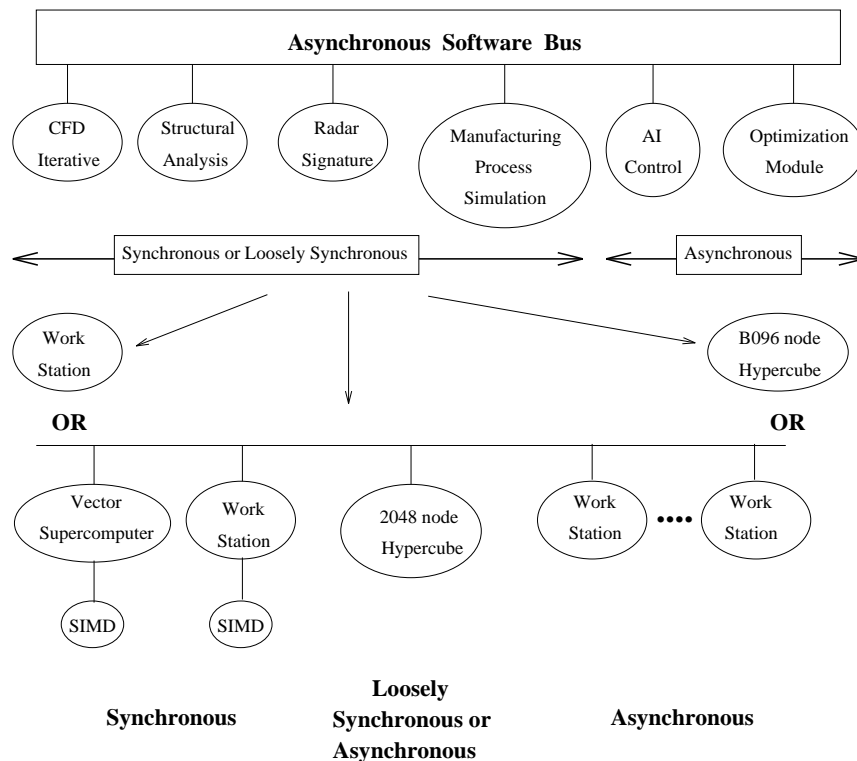 Asynchronous Software Bus
CFD
Iterative
Structural
Analysis
Radar
Signature
Manufacturing
Process
Simulation
AI
Control
Optimization
Module
Synchronous or Loosely Synchronous
Asynchronous
Work
Station
B096 node
Hypercube
OR
OR
Vector
Supercomputer
Work
Station
2048 node
Hypercube
Work
Station
••••
Work
Station
SIMD
SIMD
Synchronous
Loosely
Synchronous or
Asynchronous
Asynchronous